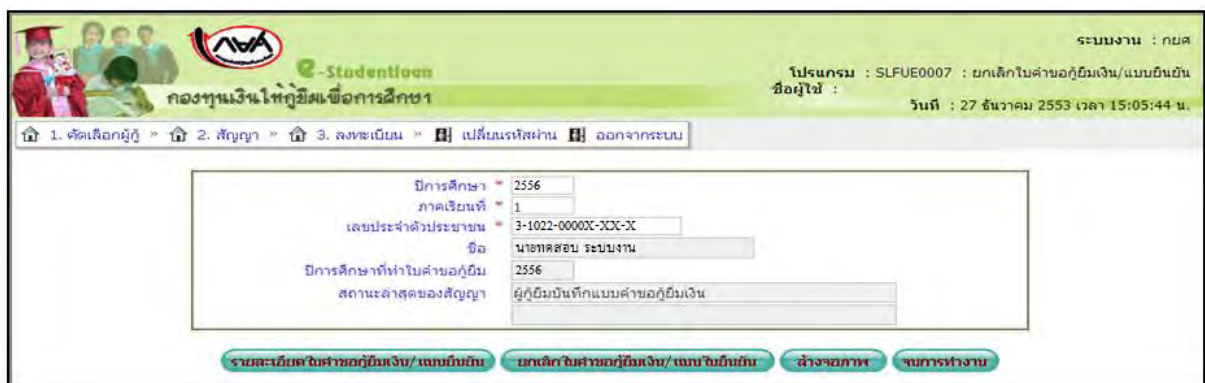 กยศ
ระบบงาน : กยศ
e-Studentloan
โปรแกรม : SLFUE0007 : ยกเลิกใบคำขอกู้ยืมเงิน/แบบยืนยัน
ชื่อผู้ใช้ :
กองทุนเงินให้กู้ยืมเพื่อการศึกษา
วันที่ : 27 ธันวาคม 2553 เวลา 15:05:44 น.
1. คัดเลือกผู้กู้ » 2. สัญญา » 3. ลงทะเบียน » เปลี่ยนรหัสผ่าน ออกจากระบบ
ปีการศึกษา * 2556
ภาคเรียนที่ * 1
เลขประจำตัวประชาชน * 3-1022-0000X-XX-X
ชื่อ นายทดสอบ ระบบงาน
ปีการศึกษาที่ทำใบคำขอกู้ยืม 2556
สถานะล่าสุดของสัญญา ผู้กู้ยืมบันทึกแบบคำขอกู้ยืมเงิน
รายละเอียดใบคำขอกู้ยืมเงิน/แบบยืนยัน ยกเลิกใบคำขอกู้ยืมเงิน/แบบใบยืนยัน ล้างจอภาพ จบการทำงาน